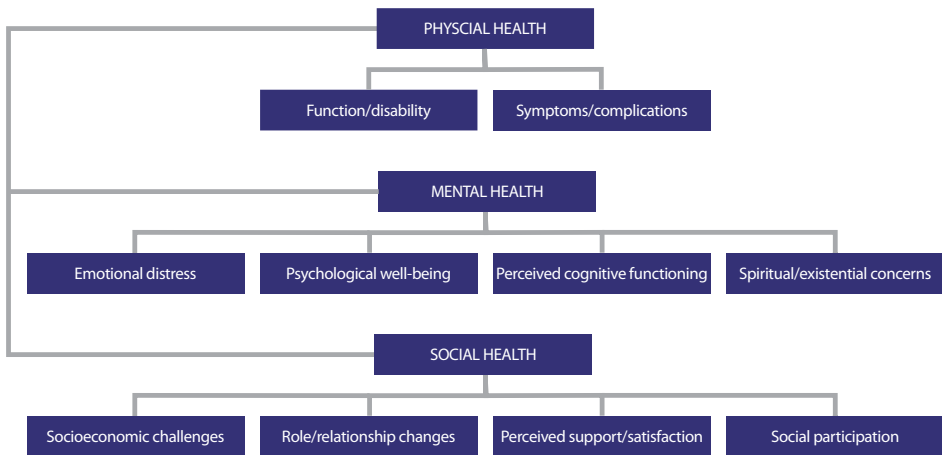 PHYSCIAL HEALTH
Function/disability
Symptoms/complications
MENTAL HEALTH
Emotional distress
Psychological well-being
Perceived cognitive functioning
Spiritual/existential concerns
SOCIAL HEALTH
Socioeconomic challenges
Role/relationship changes
Perceived support/satisfaction
Social participation